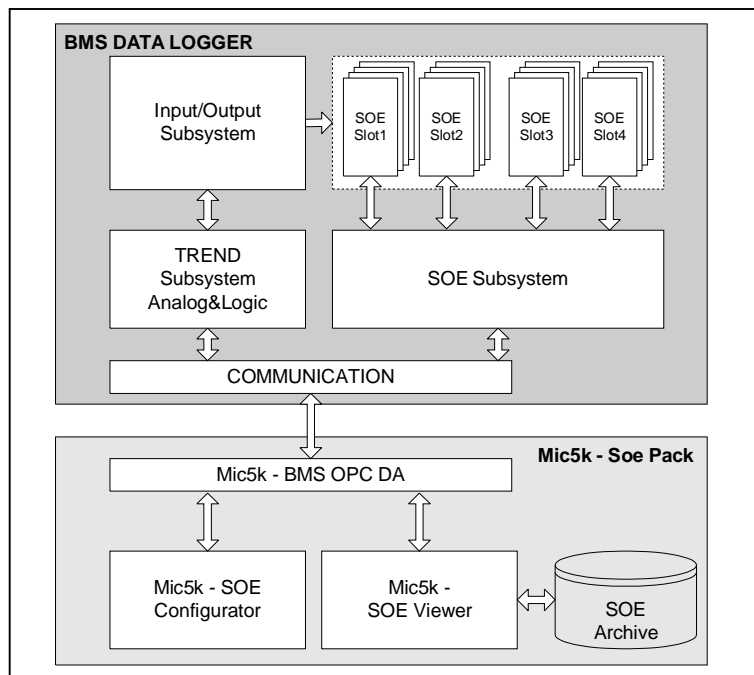 BMS DATA LOGGER
Input/Output
Subsystem
SOE
Slot1
SOE
Slot2
SOE
Slot3
SOE
Slot4
TREND
Subsystem
Analog&Logic
SOE Subsystem
COMMUNICATION
Mic5k - Soe Pack
Mic5k - BMS OPC DA
Mic5k - SOE
Configurator
Mic5k -
SOE Viewer
SOE
Archive